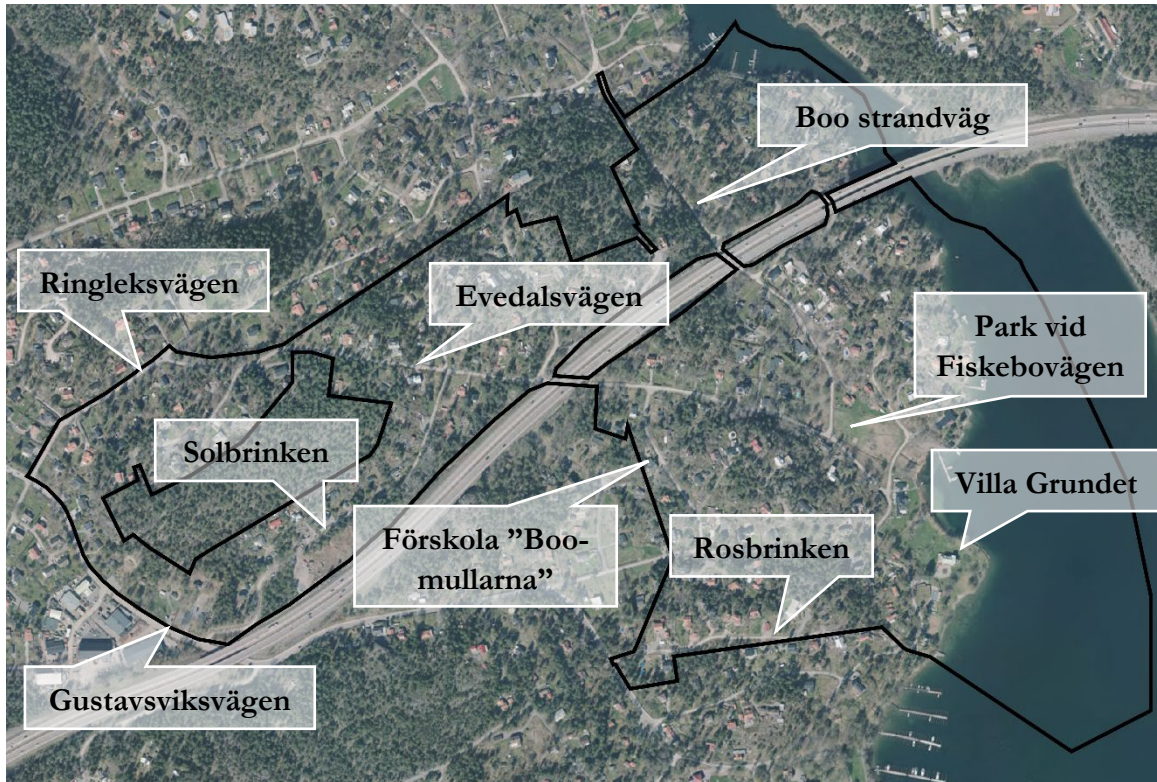 Boo strandväg
Ringleksvägen
Evedalsvägen
Park vid
Fiskebovägen
Solbrinken
Villa Grundet
Förskola ”Boo-
mullarna”
Rosbrinken
Gustavsviksvägen